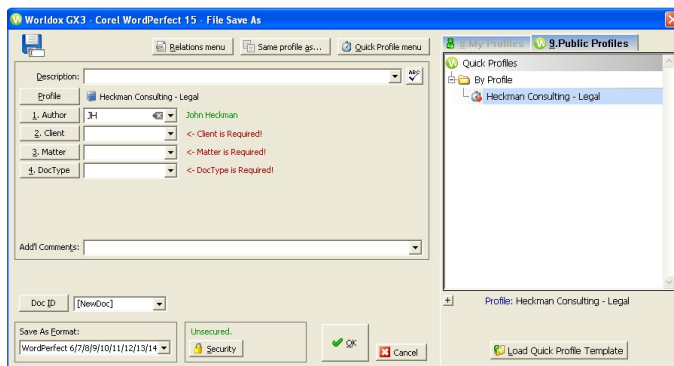 Worldox GX3 - Corel WordPerfect 15 - File Save As
Relations menu
Same profile as...
Quick Profile menu
8.My Profiles
9.Public Profiles
Description:
ABC
Profile
Heckman Consulting - Legal
1. Author
JH
John Heckman
2. Client
<- Client is Required!
3. Matter
<- Matter is Required!
4. DocType
<- DocType is Required!
Add'l Comments:
Quick Profiles
By Profile
Heckman Consulting - Legal
Doc ID
[NewDoc]
Profile: Heckman Consulting - Legal
Save As Format:
WordPerfect 6/7/8/9/10/11/12/13/14
Unsecured.
Security
OK
Cancel
Load Quick Profile Template